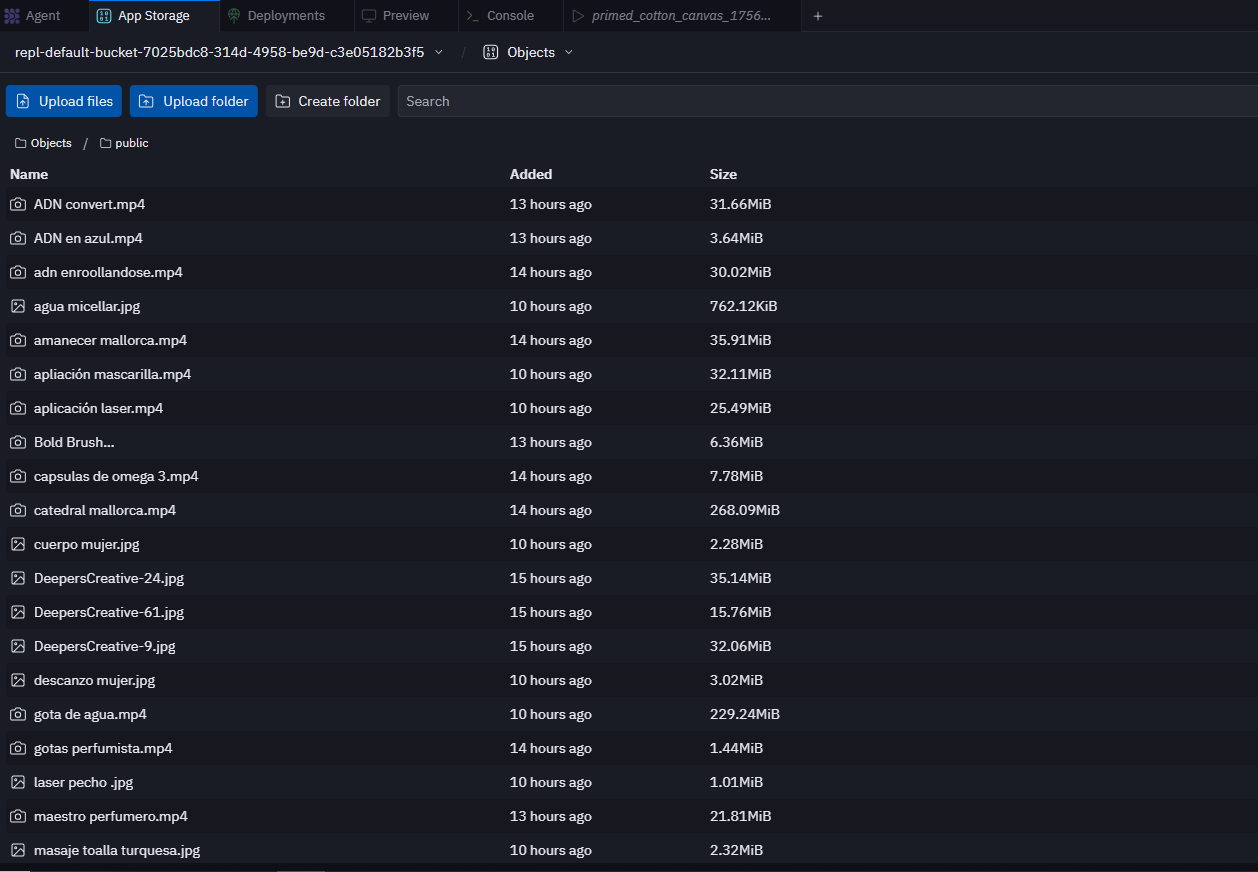 Agent App Storage Deployments Preview Console primed_cotton_canvas_1756... +
repl-default-bucket-7025bdc8-314d-4958-be9d-c3e05182b3f5 / Objects
Upload files Upload folder Create folder Search
Objects / public
Name Added Size
ADN convert.mp4 13 hours ago 31.66MiB
ADN en azul.mp4 13 hours ago 3.64MiB
adn enroollandose.mp4 14 hours ago 30.02MiB
agua micellar.jpg 10 hours ago 762.12KiB
amanecer mallorca.mp4 14 hours ago 35.91MiB
apliación mascarilla.mp4 10 hours ago 32.11MiB
aplicación laser.mp4 10 hours ago 25.49MiB
Bold Brush... 13 hours ago 6.36MiB
capsulas de omega 3.mp4 14 hours ago 7.78MiB
catedral mallorca.mp4 14 hours ago 268.09MiB
cuerpo mujer.jpg 10 hours ago 2.28MiB
DeepersCreative-24.jpg 15 hours ago 35.14MiB
DeepersCreative-61.jpg 15 hours ago 15.76MiB
DeepersCreative-9.jpg 15 hours ago 32.06MiB
descanzo mujer.jpg 10 hours ago 3.02MiB
gota de agua.mp4 10 hours ago 229.24MiB
gotas perfumista.mp4 14 hours ago 1.44MiB
laser pecho .jpg 10 hours ago 1.01MiB
maestro perfumero.mp4 13 hours ago 21.81MiB
masaje toalla turquesa.jpg 10 hours ago 2.32MiB